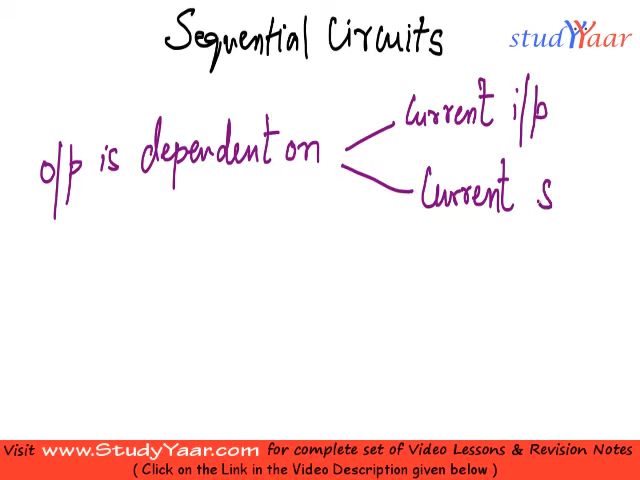 Sequential Circuits
studYYaar
o/p is dependent on
current i/p
Current s
Visit www.StudyYaar.com for complete set of Video Lessons & Revision Notes
( Click on the Link in the Video Description given below )